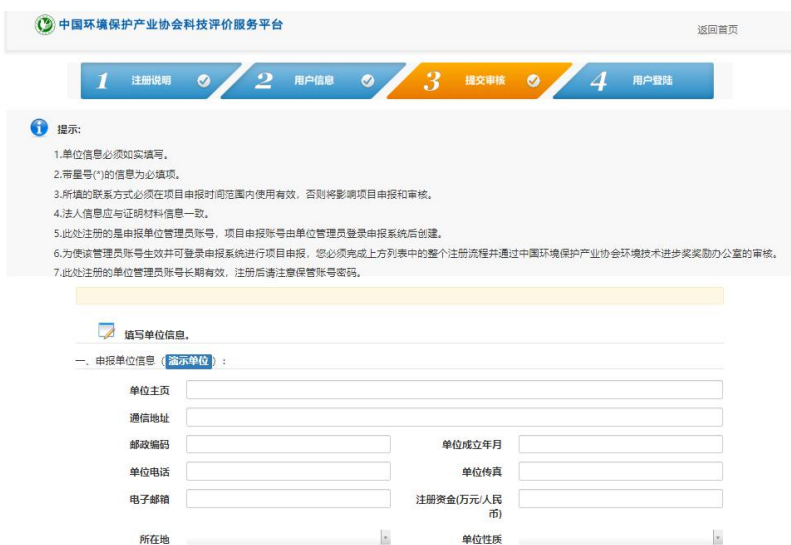 中国环境保护产业协会科技评价服务平台
返回首页
1 注册说明 2 用户信息 3 提交审核 4 用户登陆
提示:
1.单位信息必须如实填写。
2.带星号(*)的信息为必填项。
3.所填的联系方式必须在项目申报时间范围内使用有效，否则将影响项目申报和审核。
4.法人信息应与证明材料信息一致。
5.此处注册的是申报单位管理员账号，项目申报账号由单位管理员登录申报系统后创建。
6.为使该管理员账号生效并可登录申报系统进行项目申报，您必须完成上方列表中的整个注册流程并通过中国环境保护产业协会环境技术进步奖奖励办公室的审核。
7.此处注册的单位管理员账号长期有效，注册后请注意保管账号密码。
填写单位信息。
一、申报单位信息（演示单位）:
单位主页
通信地址
邮政编码 单位成立年月
单位电话 单位传真
电子邮箱 注册资金(万元/人民
币)
所在地 单位性质